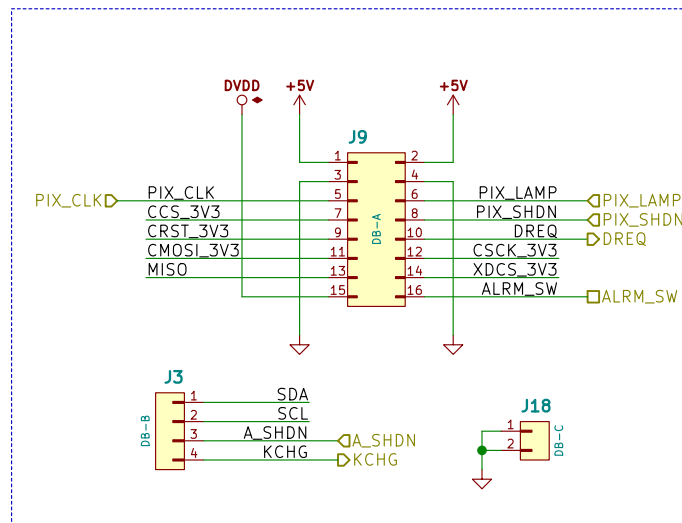 DVDD +5V +5V
J9
1 2
3 4
PIX_CLK PIX_CLK 5 6 PIX_LAMP PIX_LAMP
CCS_3V3 7 8 PIX_SHDN PIX_SHDN
CRST_3V3 9 10 DREQ DREQ
CMOSI_3V3 11 12 CSCK_3V3
MISO 13 14 XDCS_3V3
15 16 ALRM_SW ALRM_SW
DB-A
J3
1 SDA
2 SCL
3 A_SHDN A_SHDN
4 KCHG KCHG
DB-B
J18
1
2
DB-C